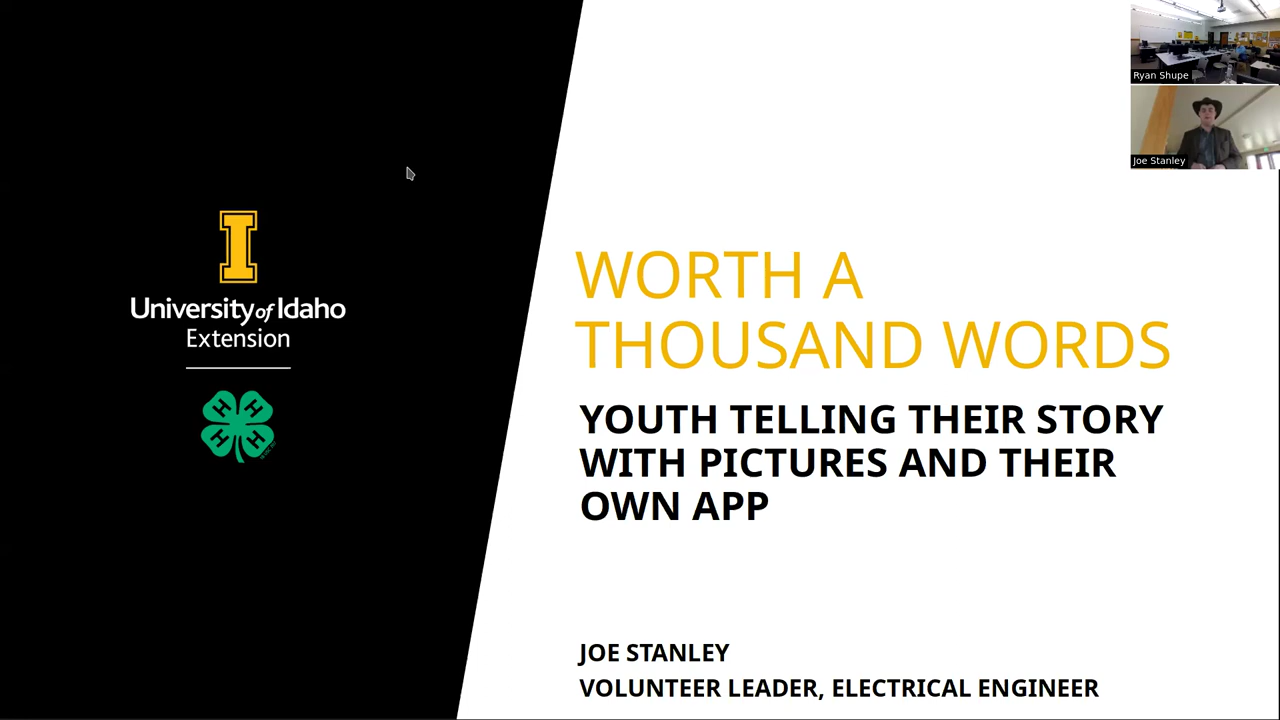 Ryan Shupe
Joe Stanley
University of Idaho
Extension
H H
H H
WORTH A
THOUSAND WORDS
YOUTH TELLING THEIR STORY
WITH PICTURES AND THEIR
OWN APP
JOE STANLEY
VOLUNTEER LEADER, ELECTRICAL ENGINEER